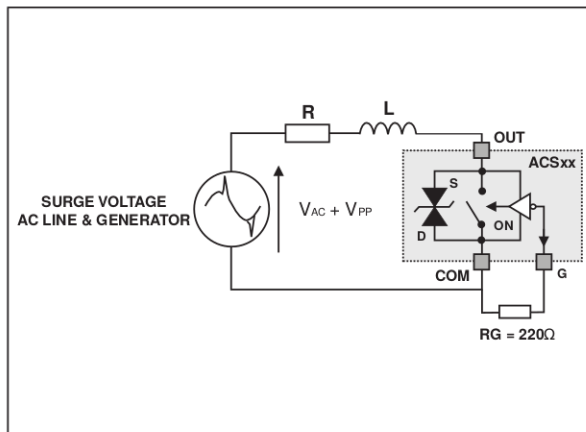 R
L
OUT
ACSxx
SURGE VOLTAGE
AC LINE & GENERATOR
VAC + VPP
S
D
ON
COM
G
RG = 220Ω